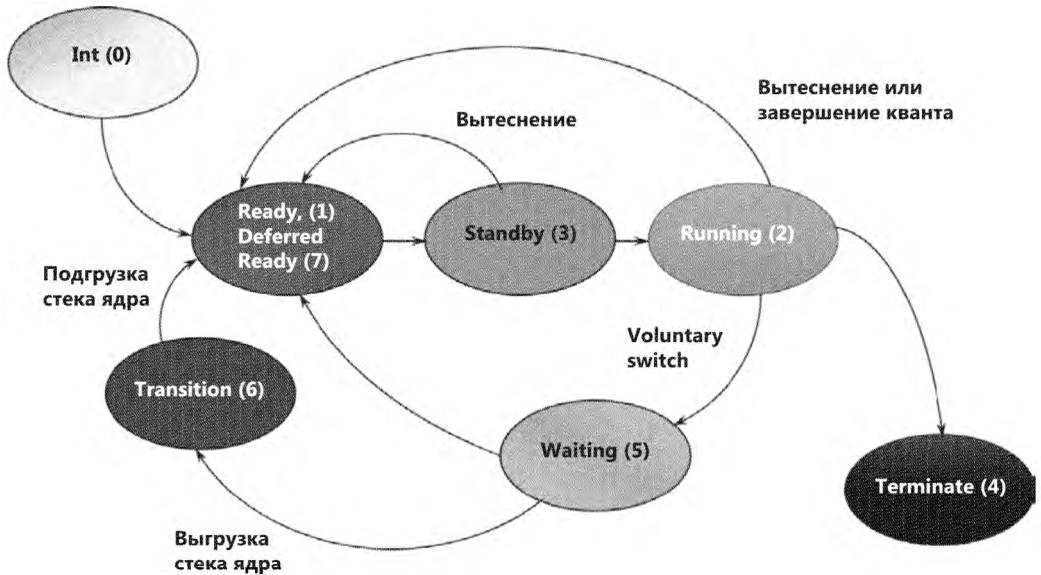 Int (0)
Вытеснение или
завершение кванта
Вытеснение
Ready, (1)
Deferred
Ready (7)
Standby (3)
Running (2)
Подгрузка
стека ядра
Voluntary
switch
Transition (6)
Waiting (5)
Terminate (4)
Выгрузка
стека ядра